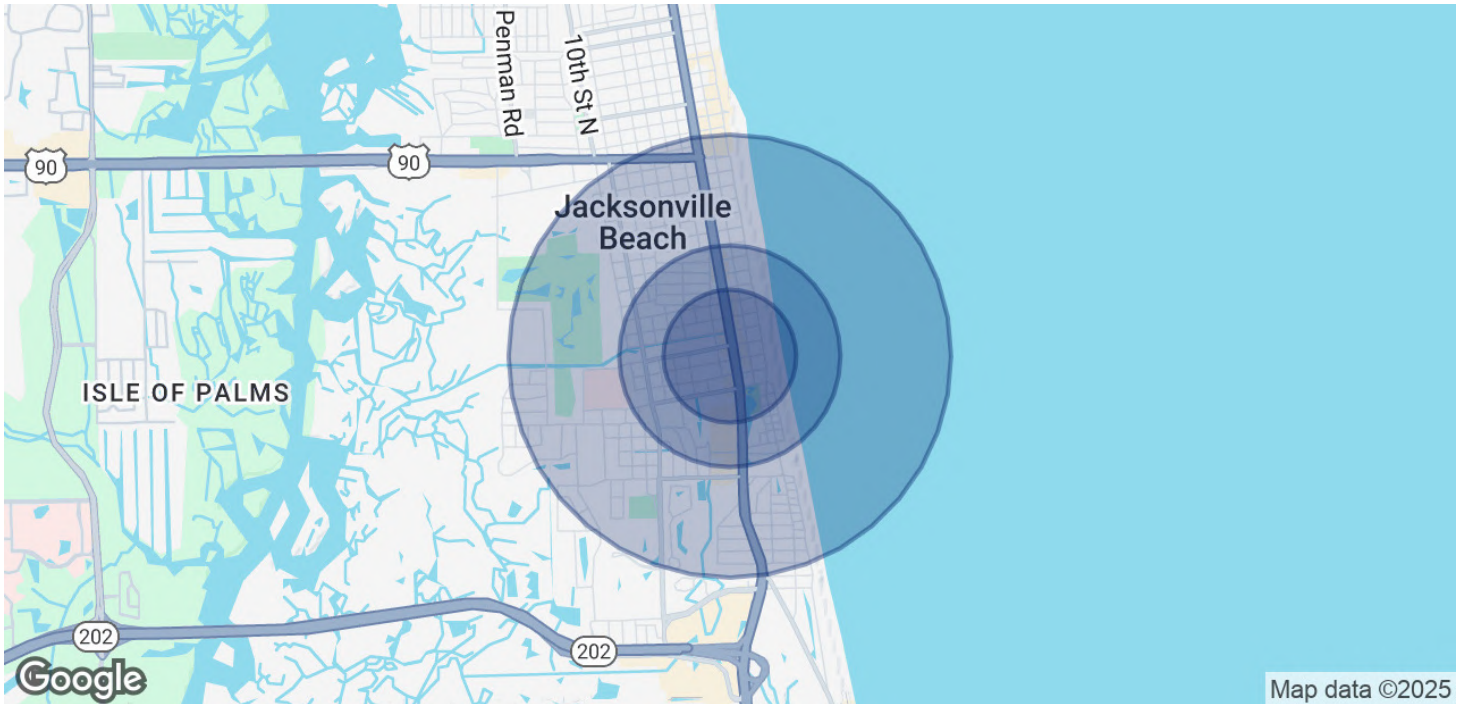 Penman Rd
10th St N
90
90
Jacksonville
Beach
ISLE OF PALMS
202
202
Google
Map data ©2025